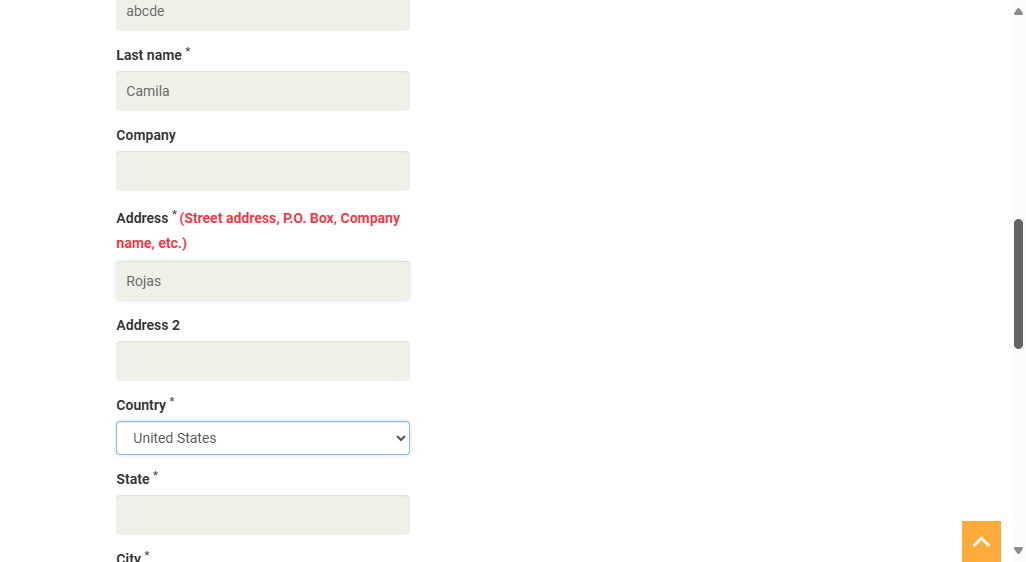 abcde
Last name *
Camila
Company
Address * (Street address, P.O. Box, Company
name, etc.)
Rojas
Address 2
Country *
United States
State *
City *